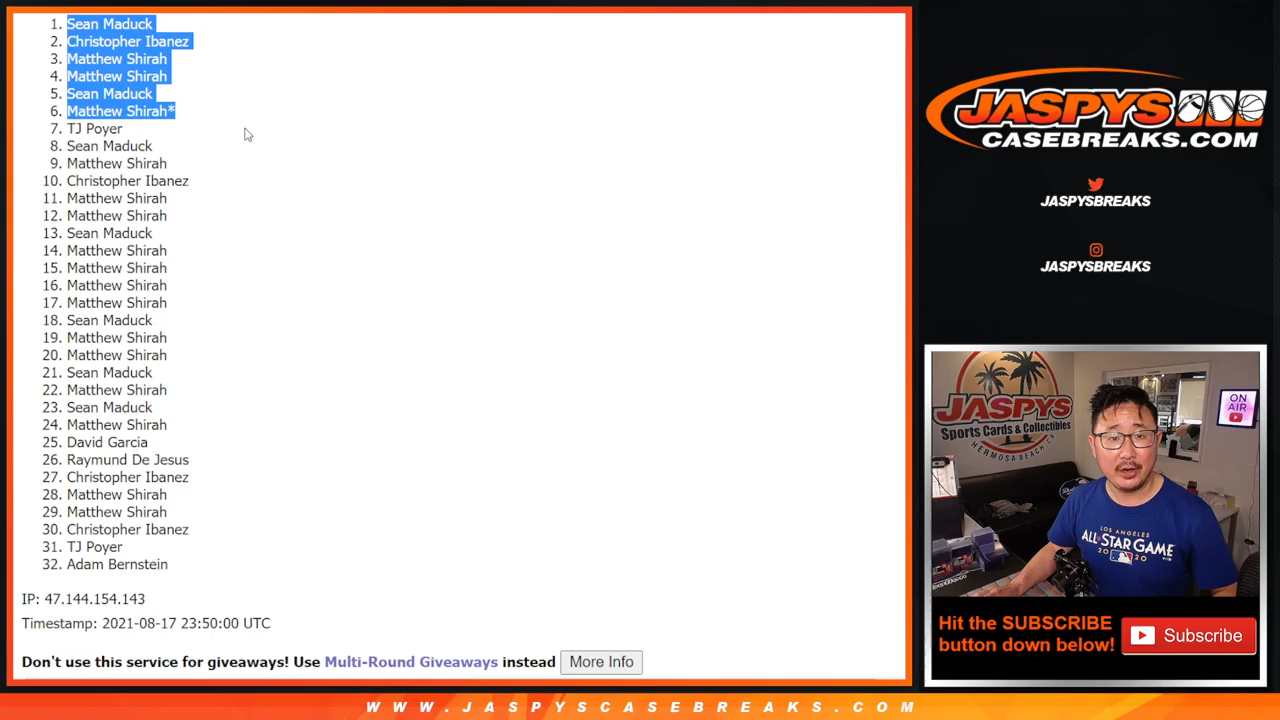 1. Sean Maduck
2. Christopher Ibanez
3. Matthew Shirah
4. Matthew Shirah
5. Sean Maduck
6. Matthew Shirah*
7. TJ Poyer
8. Sean Maduck
9. Matthew Shirah
10. Christopher Ibanez
11. Matthew Shirah
12. Matthew Shirah
13. Sean Maduck
14. Matthew Shirah
15. Matthew Shirah
16. Matthew Shirah
17. Matthew Shirah
18. Sean Maduck
19. Matthew Shirah
20. Matthew Shirah
21. Sean Maduck
22. Matthew Shirah
23. Sean Maduck
24. Matthew Shirah
25. David Garcia
26. Raymund De Jesus
27. Christopher Ibanez
28. Matthew Shirah
29. Matthew Shirah
30. Christopher Ibanez
31. TJ Poyer
32. Adam Bernstein
IP: 47.144.154.143
Timestamp: 2021-08-17 23:50:00 UTC
Don't use this service for giveaways! Use Multi-Round Giveaways instead More Info
JASPYS
CASEBREAKS.COM
JASPYSBREAKS
JASPYSBREAKS
JASPYS
Sports Cards & Collectibles
HERMOSA BEACH, CA
ON
AIR
LOS ANGELES
ALL-STAR GAME
2020
Hit the SUBSCRIBE
button down below!
Subscribe
WWW.JASPYSCASEBREAKS.COM